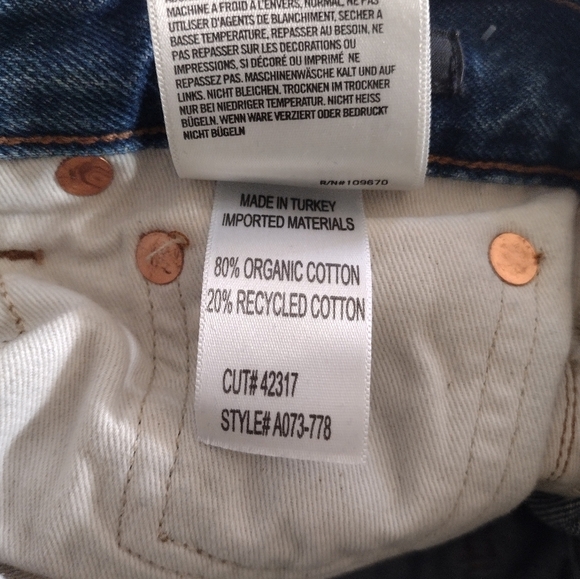 MACHINE A FROID A L'ENVERS, NORMAL, NE PAS
UTILISER D'AGENTS DE BLANCHIMENT, SECHER A
BASSE TEMPERATURE, REPASSER AU BESOIN, NE
PAS REPASSER SUR LES DECORATIONS OU
IMPRESSIONS, SI DÉCORÉ OU IMPRIMÉ NE
REPASSEZ PAS. MASCHINENWÄSCHE KALT UND AUF
LINKS. NICHT BLEICHEN. TROCKNEN IM TROCKNER
NUR BEI NIEDRIGER TEMPERATUR. NICHT HEISS
BÜGELN. WENN WARE VERZIERT ODER BEDRUCKT
NICHT BÜGELN
R/N#109670
MADE IN TURKEY
IMPORTED MATERIALS
80% ORGANIC COTTON
20% RECYCLED COTTON
CUT# 42317
STYLE# A073-778